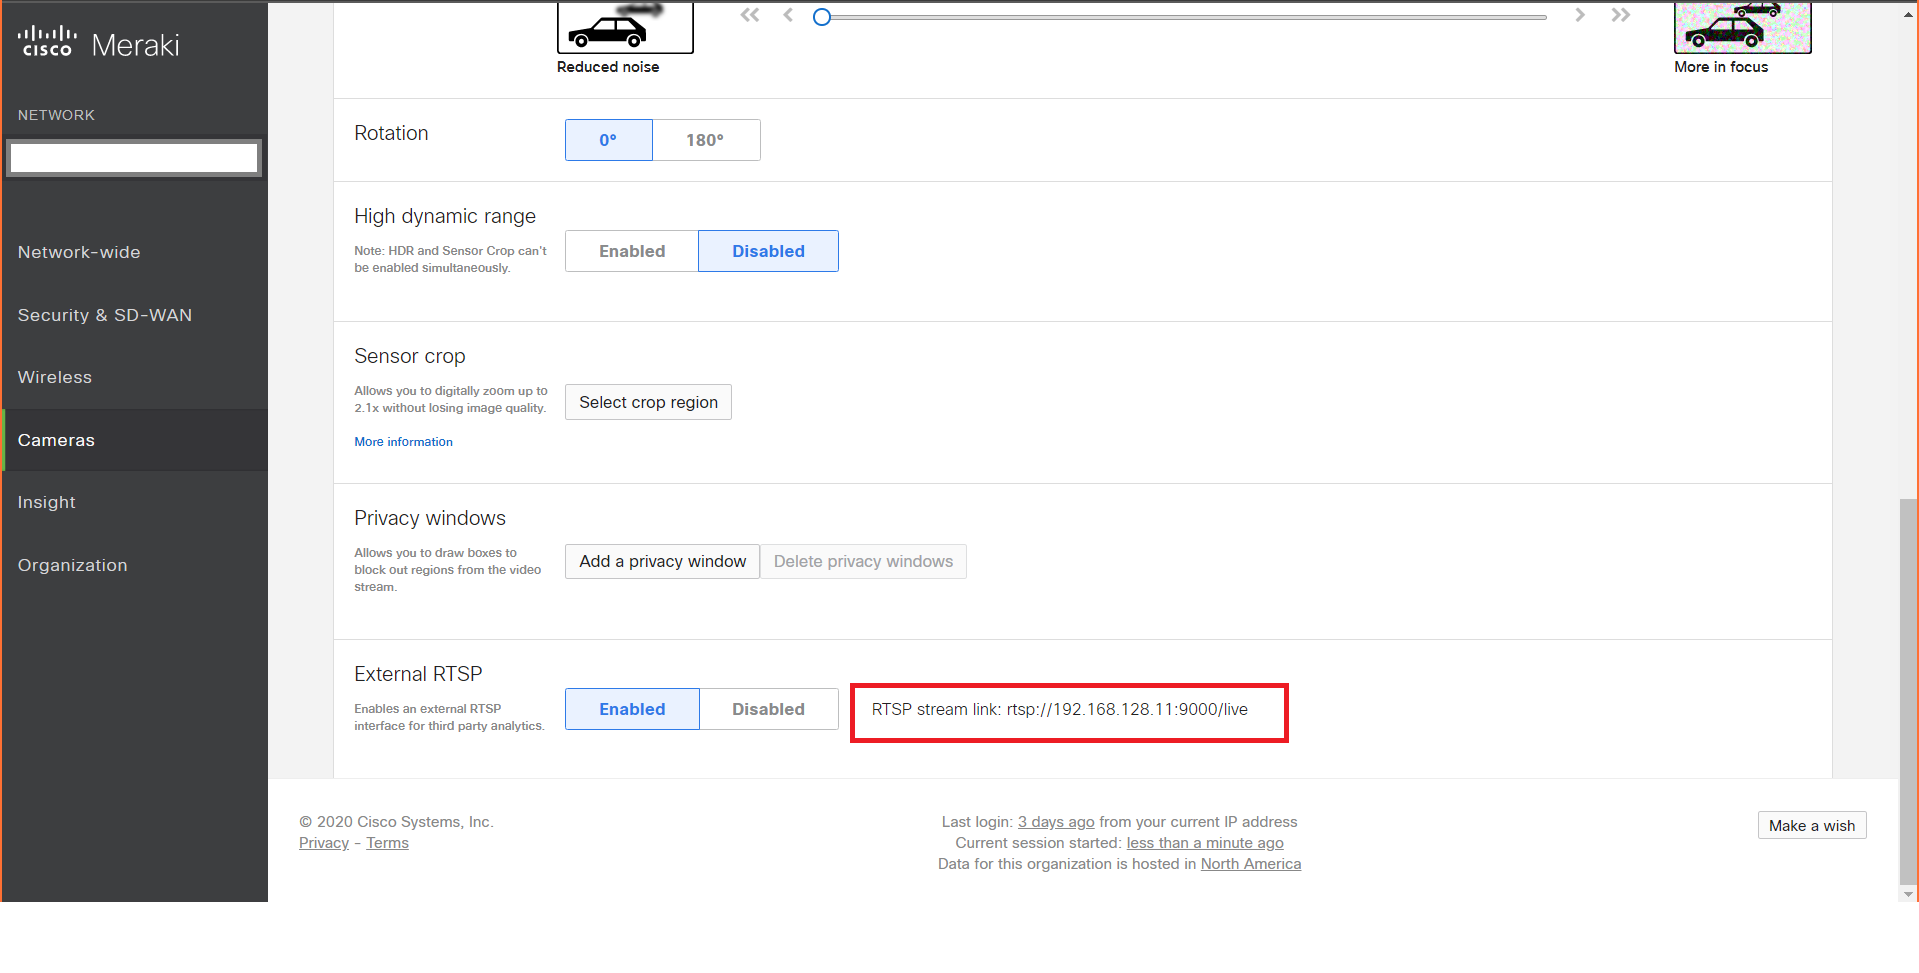 cisco Meraki
NETWORK
Network-wide
Security & SD-WAN
Wireless
Cameras
Insight
Organization
Reduced noise
More in focus
Rotation
0°
180°
High dynamic range
Note: HDR and Sensor Crop can't
be enabled simultaneously.
Enabled
Disabled
Sensor crop
Allows you to digitally zoom up to
2.1x without losing image quality.
More information
Select crop region
Privacy windows
Allows you to draw boxes to
block out regions from the video
stream.
Add a privacy window
Delete privacy windows
External RTSP
Enables an external RTSP
interface for third party analytics.
Enabled
Disabled
RTSP stream link: rtsp://192.168.128.11:9000/live
© 2020 Cisco Systems, Inc.
Privacy - Terms
Last login: 3 days ago from your current IP address
Current session started: less than a minute ago
Data for this organization is hosted in North America
Make a wish